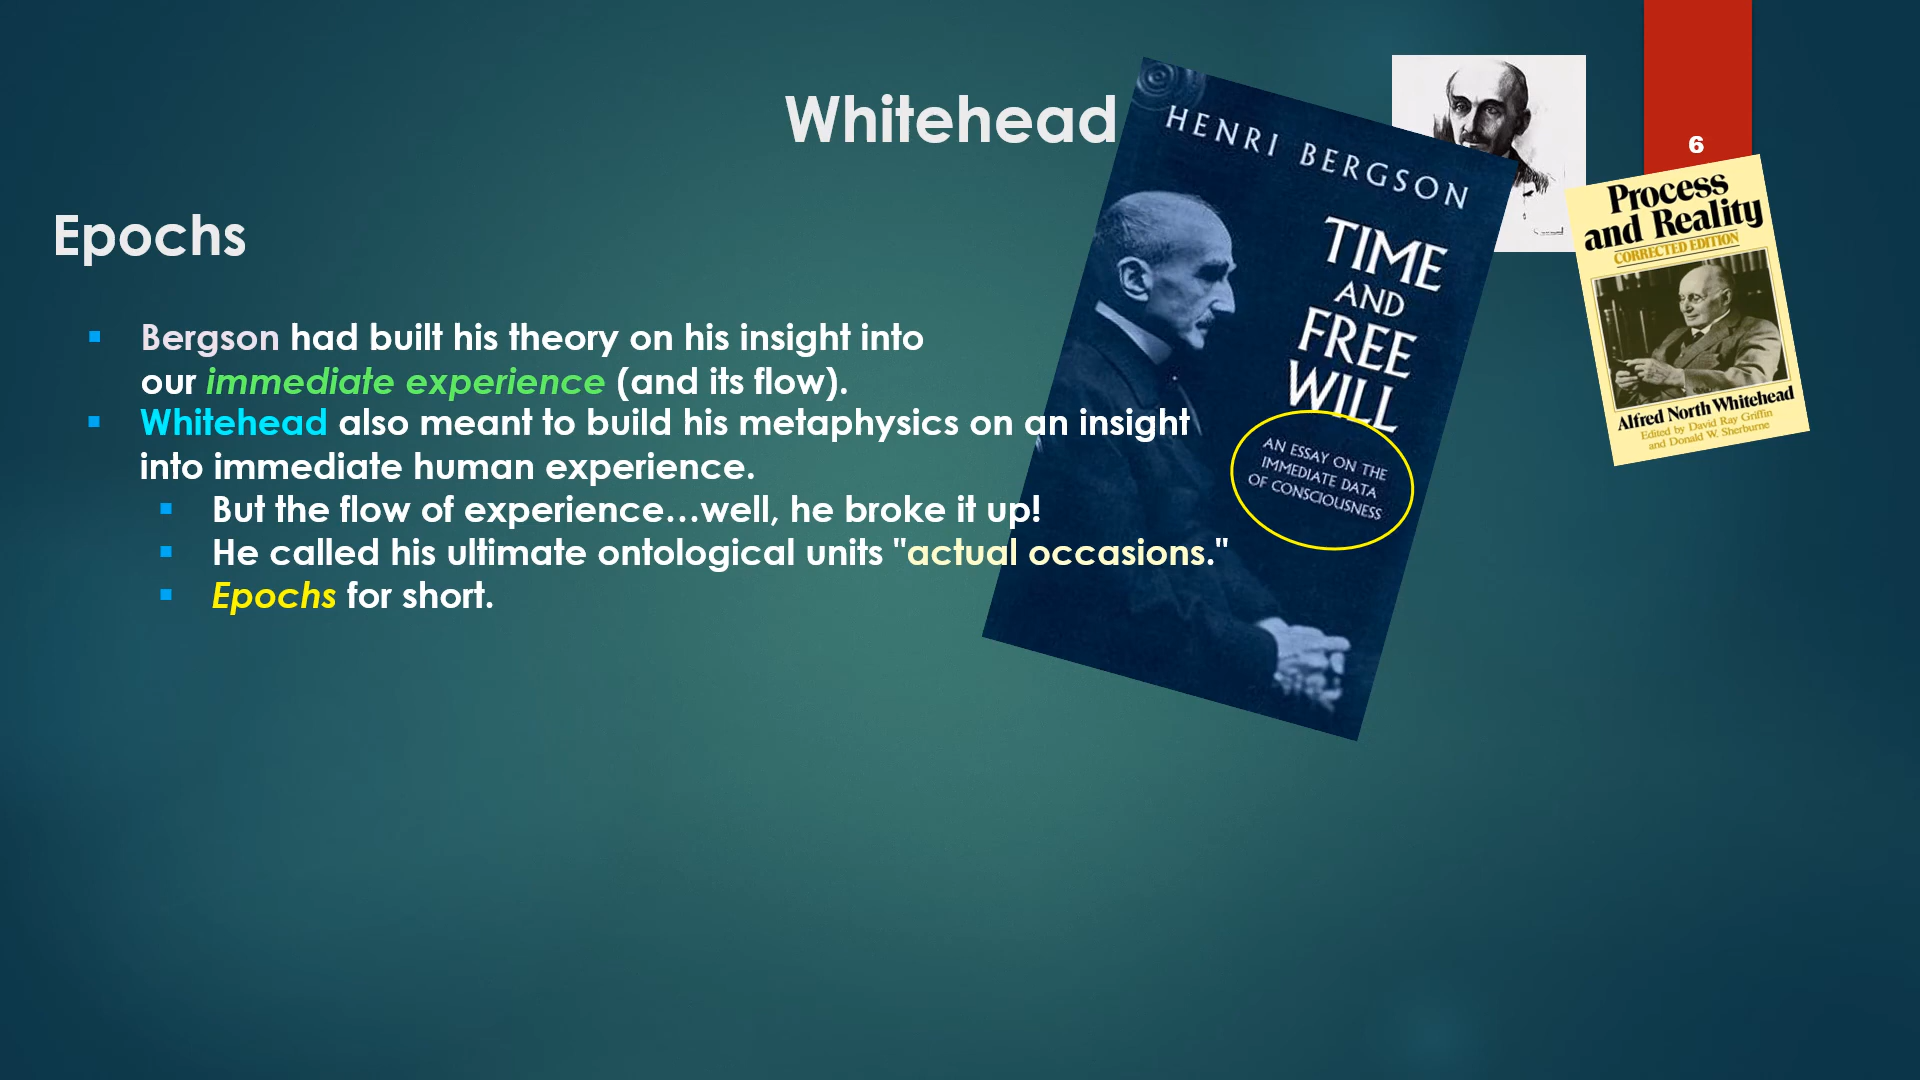 Whitehead
6
Epochs
▪ Bergson had built his theory on his insight into
our immediate experience (and its flow).
▪ Whitehead also meant to build his metaphysics on an insight
into immediate human experience.
▪ But the flow of experience…well, he broke it up!
▪ He called his ultimate ontological units "actual occasions."
▪ Epochs for short.
HENRI BERGSON
TIME
AND
FREE
WILL
AN ESSAY ON THE
IMMEDIATE DATA
OF CONSCIOUSNESS
Process
and Reality
CORRECTED EDITION
Alfred North Whitehead
Edited by David Ray Griffin
and Donald W. Sherburne